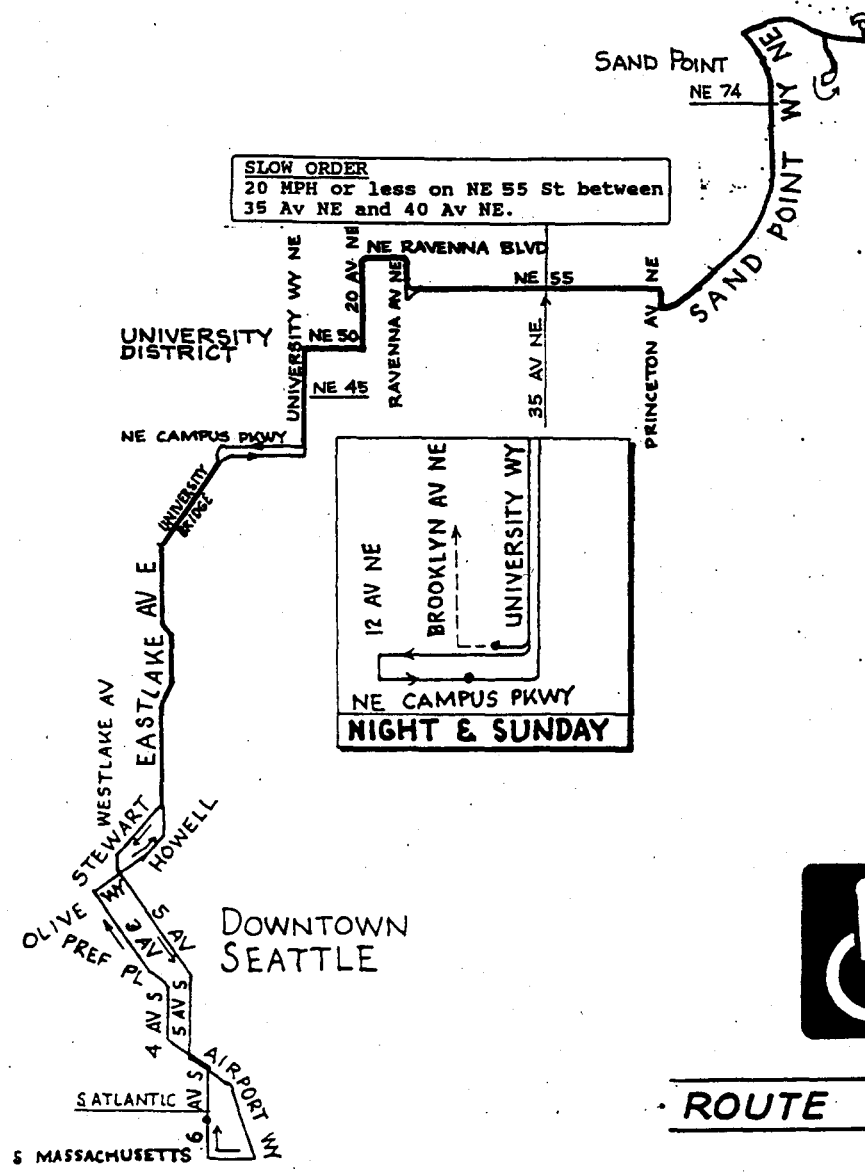 SAND POINT
NE 74
SAND POINT WY NE
SLOW ORDER
20 MPH or less on NE 55 St between
35 Av NE and 40 Av NE.
UNIVERSITY WY NE
20 AV NE
NE RAVENNA BLVD
RAVENNA AV NE
NE 55
35 AV NE
PRINCETON AV NE
UNIVERSITY
DISTRICT
NE 50
NE 45
NE CAMPUS PKWY
UNIVERSITY
BRIDGE
EASTLAKE AV E
12 AV NE
BROOKLYN AV NE
UNIVERSITY WY
NE CAMPUS PKWY
NIGHT & SUNDAY
WESTLAKE AV
STEWART
HOWELL
OLIVE WY
3 AV
5 AV
PREF PL
DOWNTOWN
SEATTLE
4 AV S
5 AV S
AIRPORT WY
S ATLANTIC
6 AV S
S MASSACHUSETTS
ROUTE